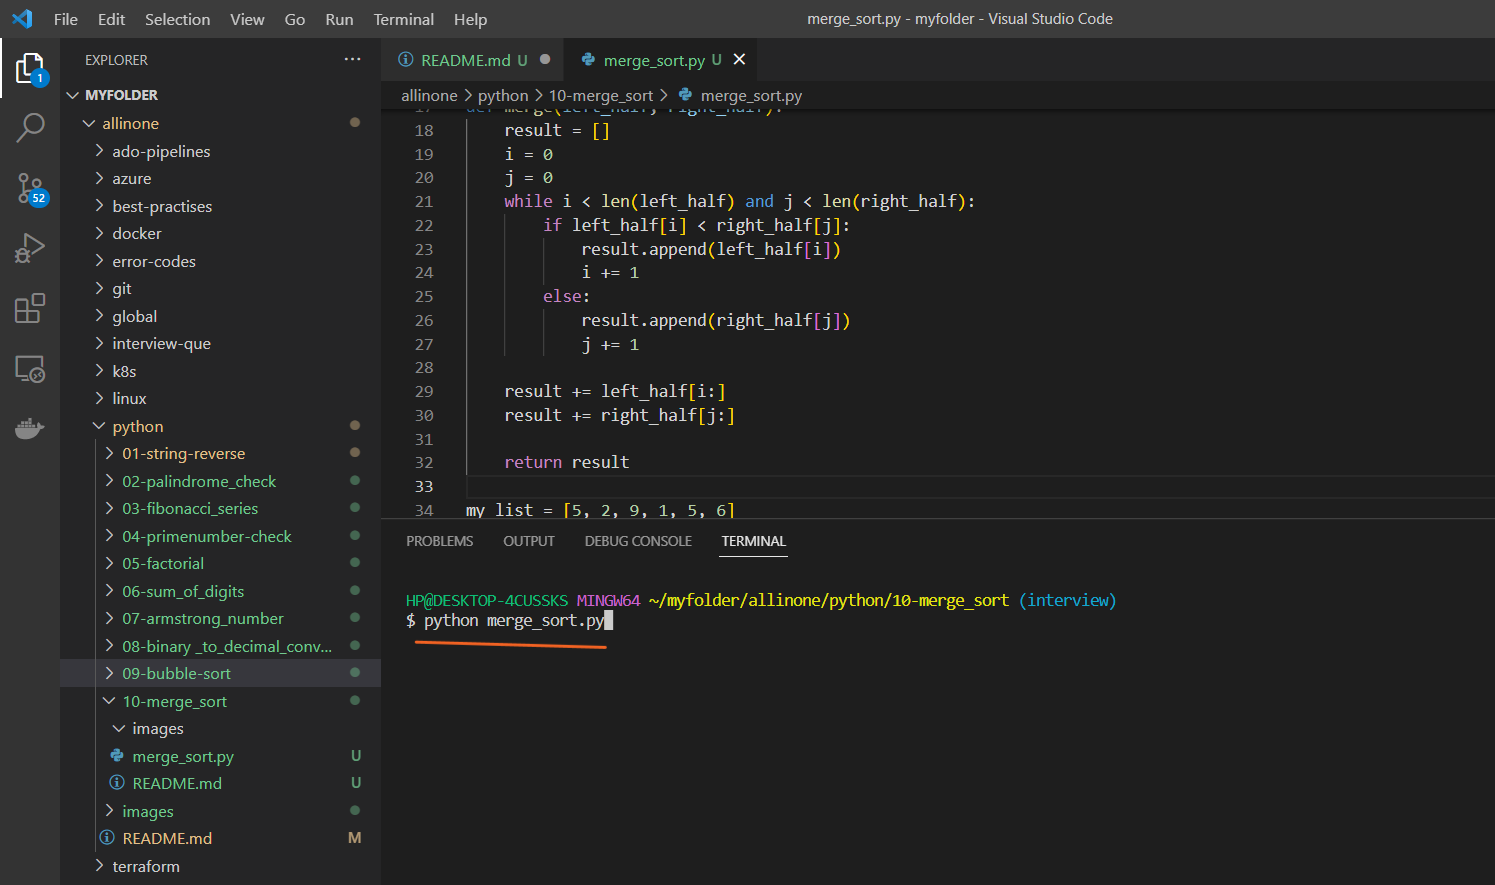 File Edit Selection View Go Run Terminal Help
merge_sort.py - myfolder - Visual Studio Code
1
52
EXPLORER ...
MYFOLDER
allinone
ado-pipelines
azure
best-practises
docker
error-codes
git
global
interview-que
k8s
linux
python
01-string-reverse
02-palindrome_check
03-fibonacci_series
04-primenumber-check
05-factorial
06-sum_of_digits
07-armstrong_number
08-binary _to_decimal_conv...
09-bubble-sort
10-merge_sort
images
merge_sort.py U
README.md U
images
README.md M
terraform
README.md U
merge_sort.py U
allinone > python > 10-merge_sort > merge_sort.py
17 def merge(left_half, right_half):
18 result = []
19 i = 0
20 j = 0
21 while i < len(left_half) and j < len(right_half):
22 if left_half[i] < right_half[j]:
23 result.append(left_half[i])
24 i += 1
25 else:
26 result.append(right_half[j])
27 j += 1
28
29 result += left_half[i:]
30 result += right_half[j:]
31
32 return result
33
34 my_list = [5, 2, 9, 1, 5, 6]
PROBLEMS OUTPUT DEBUG CONSOLE TERMINAL
HP@DESKTOP-4CUSSKS MINGW64 ~/myfolder/allinone/python/10-merge_sort (interview)
$ python merge_sort.py